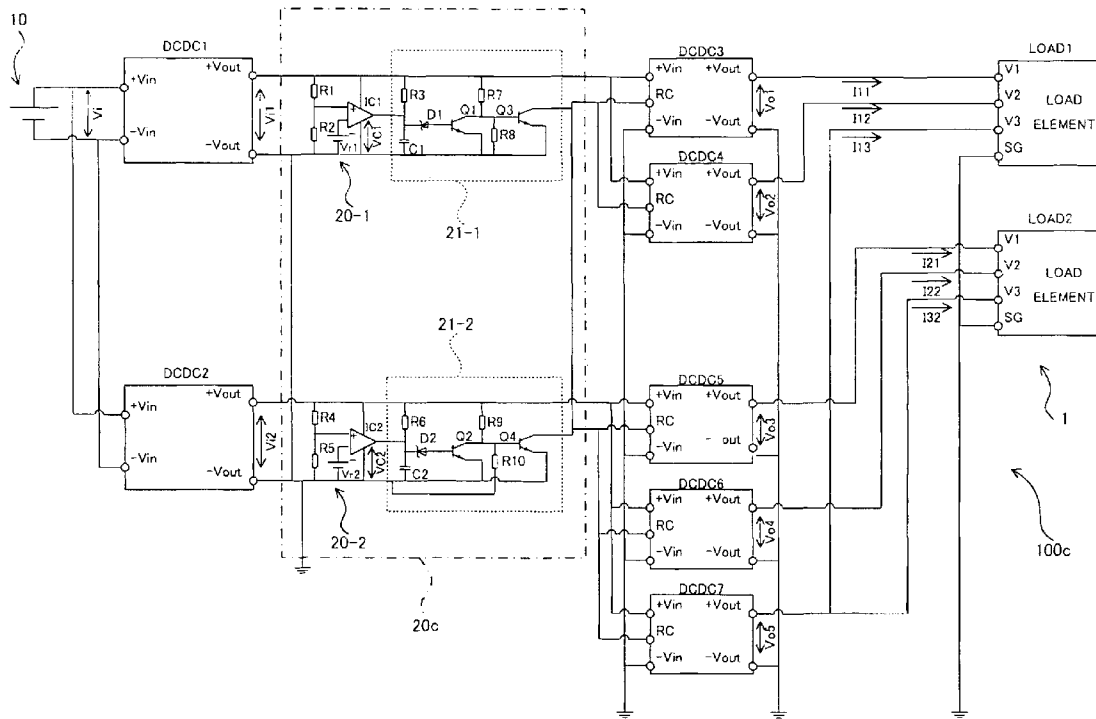 10
DCDC1
+Vin
+Vout
-Vin
-Vout
Vi
Vi1
R1
R2
IC1
Vr1
VC1
20-1
R3
D1
C1
Q1
R7
R8
Q3
21-1
DCDC3
+Vin
+Vout
RC
-Vin
-Vout
Vo1
DCDC4
+Vin
+Vout
RC
-Vin
-Vout
Vo2
I11
I12
I13
LOAD1
V1
V2
V3
SG
LOAD
ELEMENT
LOAD2
V1
V2
V3
SG
LOAD
ELEMENT
I21
I22
I32
1
100c
DCDC2
+Vin
+Vout
-Vin
-Vout
Vi2
R4
R5
IC2
Vr2
VC2
20-2
20c
21-2
R6
D2
C2
Q2
R9
R10
Q4
DCDC5
+Vin
+Vout
RC
-Vin
-Vout
Vo3
DCDC6
+Vin
+Vout
RC
-Vin
-Vout
Vo4
DCDC7
+Vin
+Vout
RC
-Vin
-Vout
Vo5